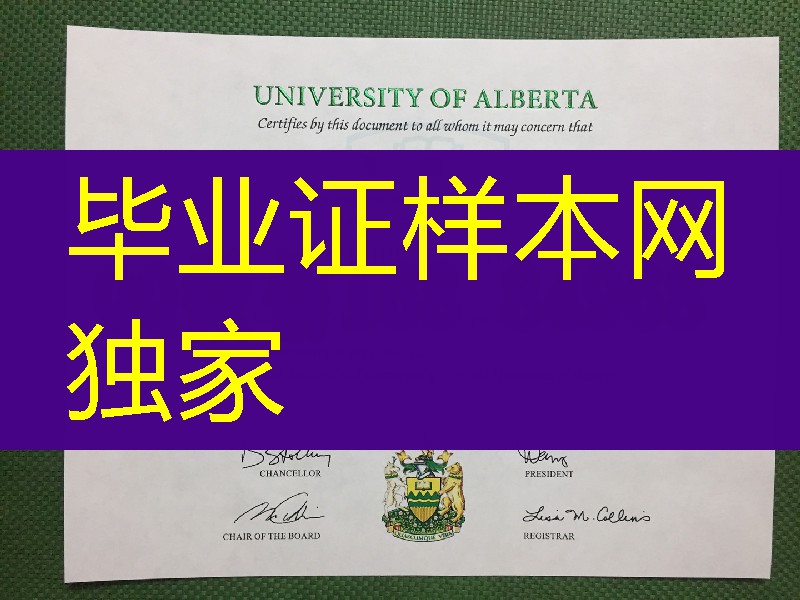 UNIVERSITY OF ALBERTA
Certifies by this document to all whom it may concern that
毕业证样本网
独家
CHANCELLOR
PRESIDENT
CHAIR OF THE BOARD
REGISTRAR